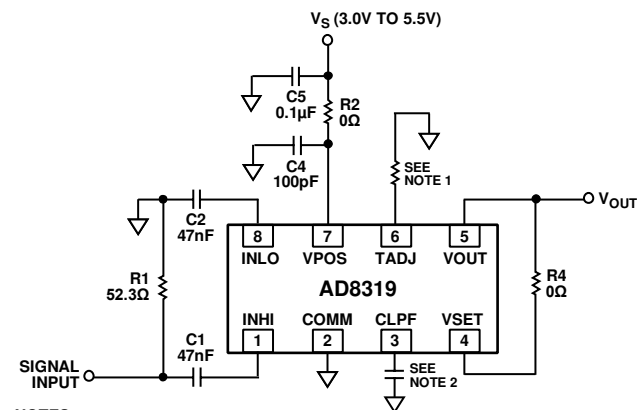 VS (3.0V TO 5.5V)
C5
0.1µF
R2
0Ω
C4
100pF
SEE
NOTE 1
C2
47nF
VOUT
8 7 6 5
INLO VPOS TADJ VOUT
R1
52.3Ω
AD8319
R4
0Ω
INHI COMM CLPF VSET
1 2 3 4
C1
47nF
SIGNAL
INPUT
SEE
NOTE 2